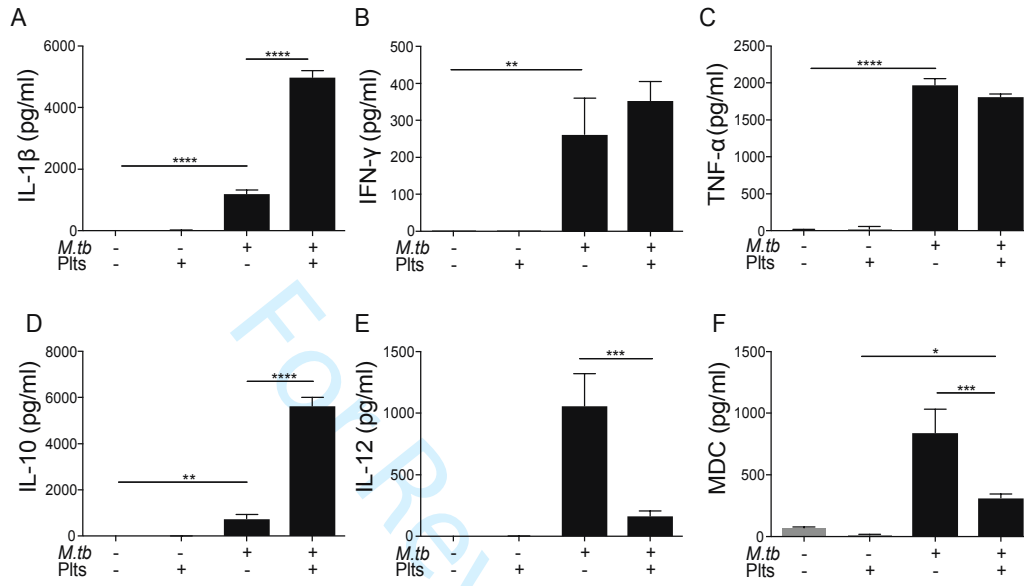 A
IL-1β (pg/ml)
6000
4000
2000
0
****
****
M.tb - - + +
Plts - + - +
B
IFN-γ (pg/ml)
500
400
300
200
100
0
**
M.tb - - + +
Plts - + - +
C
TNF-α(pg/ml)
2500
2000
1500
1000
500
0
****
M.tb - - + +
Plts - + - +
D
IL-10 (pg/ml)
8000
6000
4000
2000
0
****
**
M.tb - - + +
Plts - + - +
E
IL-12 (pg/ml)
1500
1000
500
0
***
M.tb - - + +
Plts - + - +
F
MDC (pg/ml)
1500
1000
500
0
*
***
M.tb - - + +
Plts - + - +
For Rev